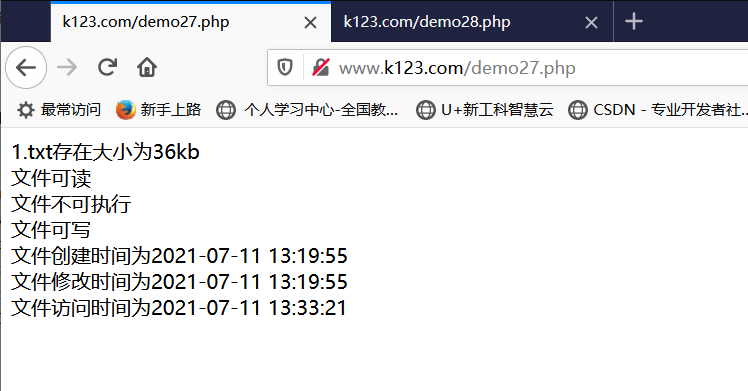 k123.com/demo27.php
k123.com/demo28.php
www.k123.com/demo27.php
最常访问 新手上路 个人学习中心-全国教... U+新工科智慧云 CSDN - 专业开发者社...
1.txt存在大小为36kb
文件可读
文件不可执行
文件可写
文件创建时间为2021-07-11 13:19:55
文件修改时间为2021-07-11 13:19:55
文件访问时间为2021-07-11 13:33:21